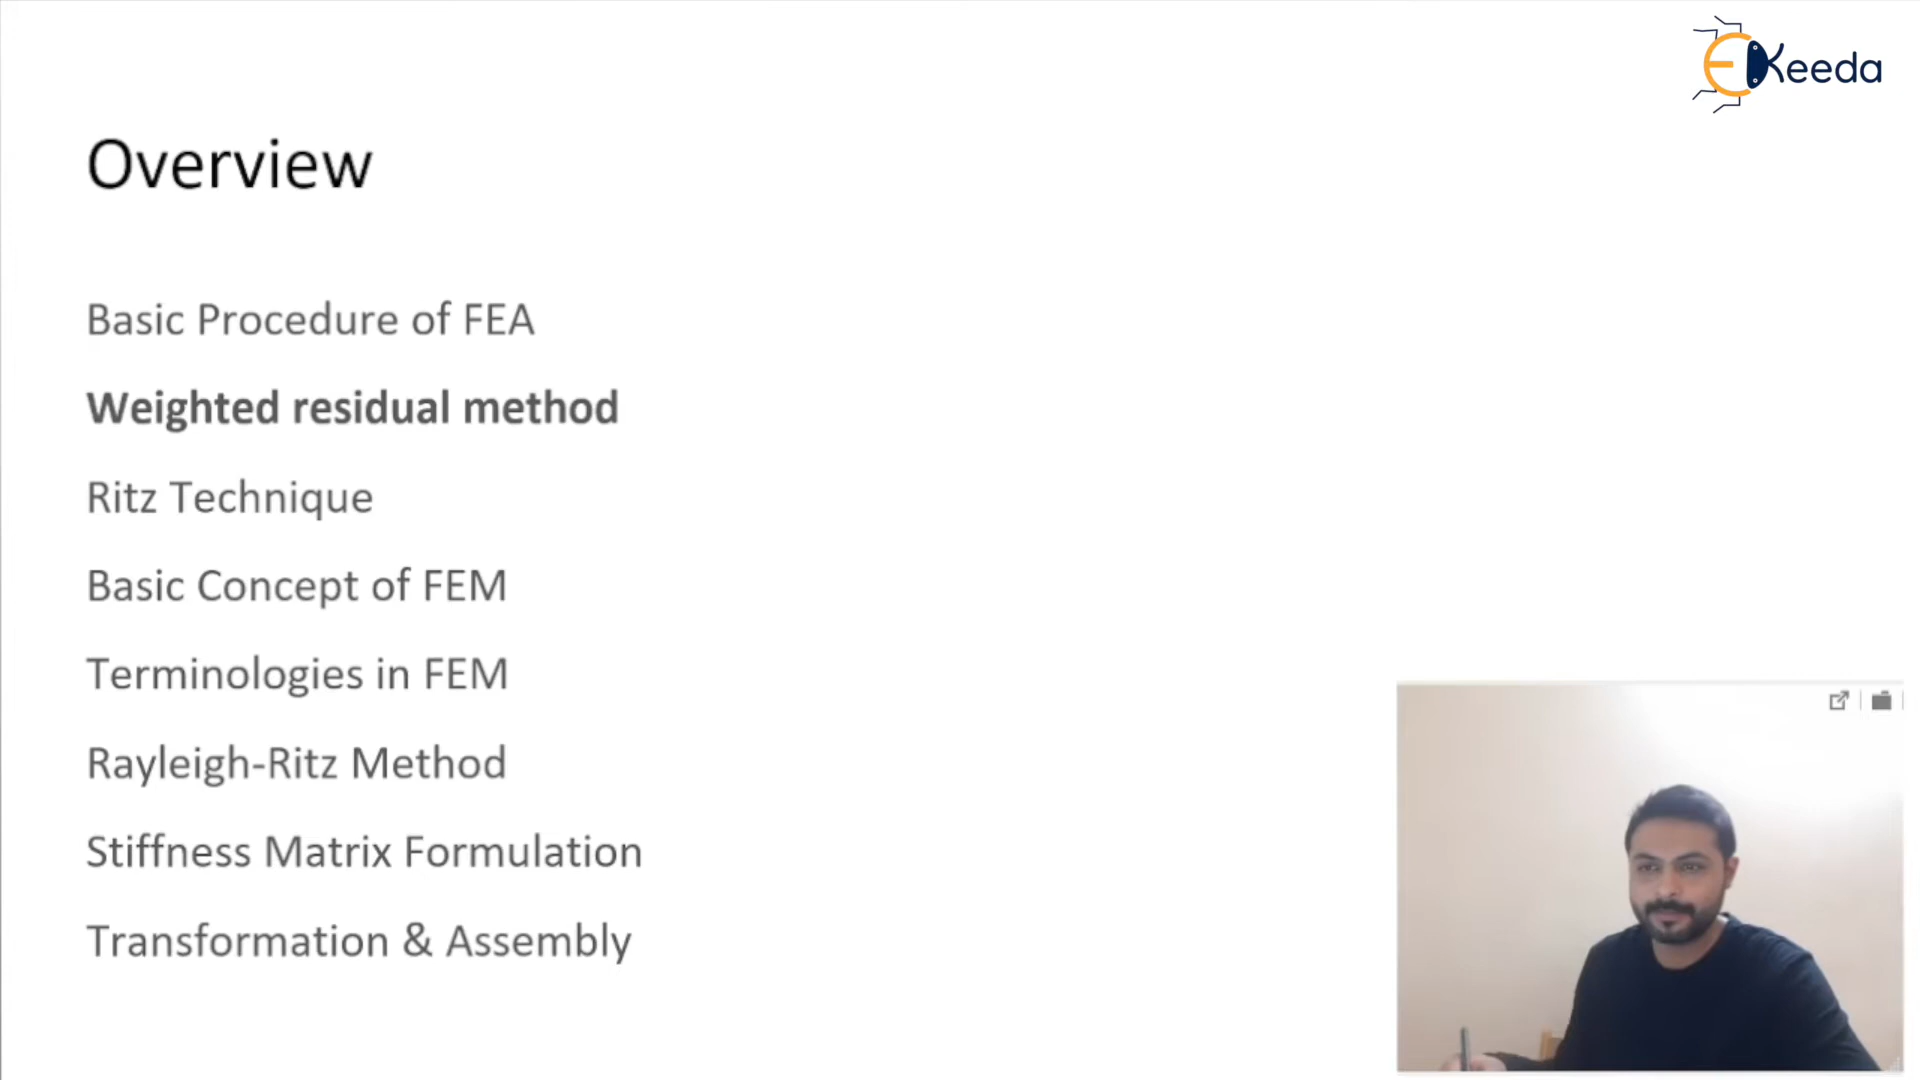 EKeeda
Overview
Basic Procedure of FEA
Weighted residual method
Ritz Technique
Basic Concept of FEM
Terminologies in FEM
Rayleigh-Ritz Method
Stiffness Matrix Formulation
Transformation & Assembly